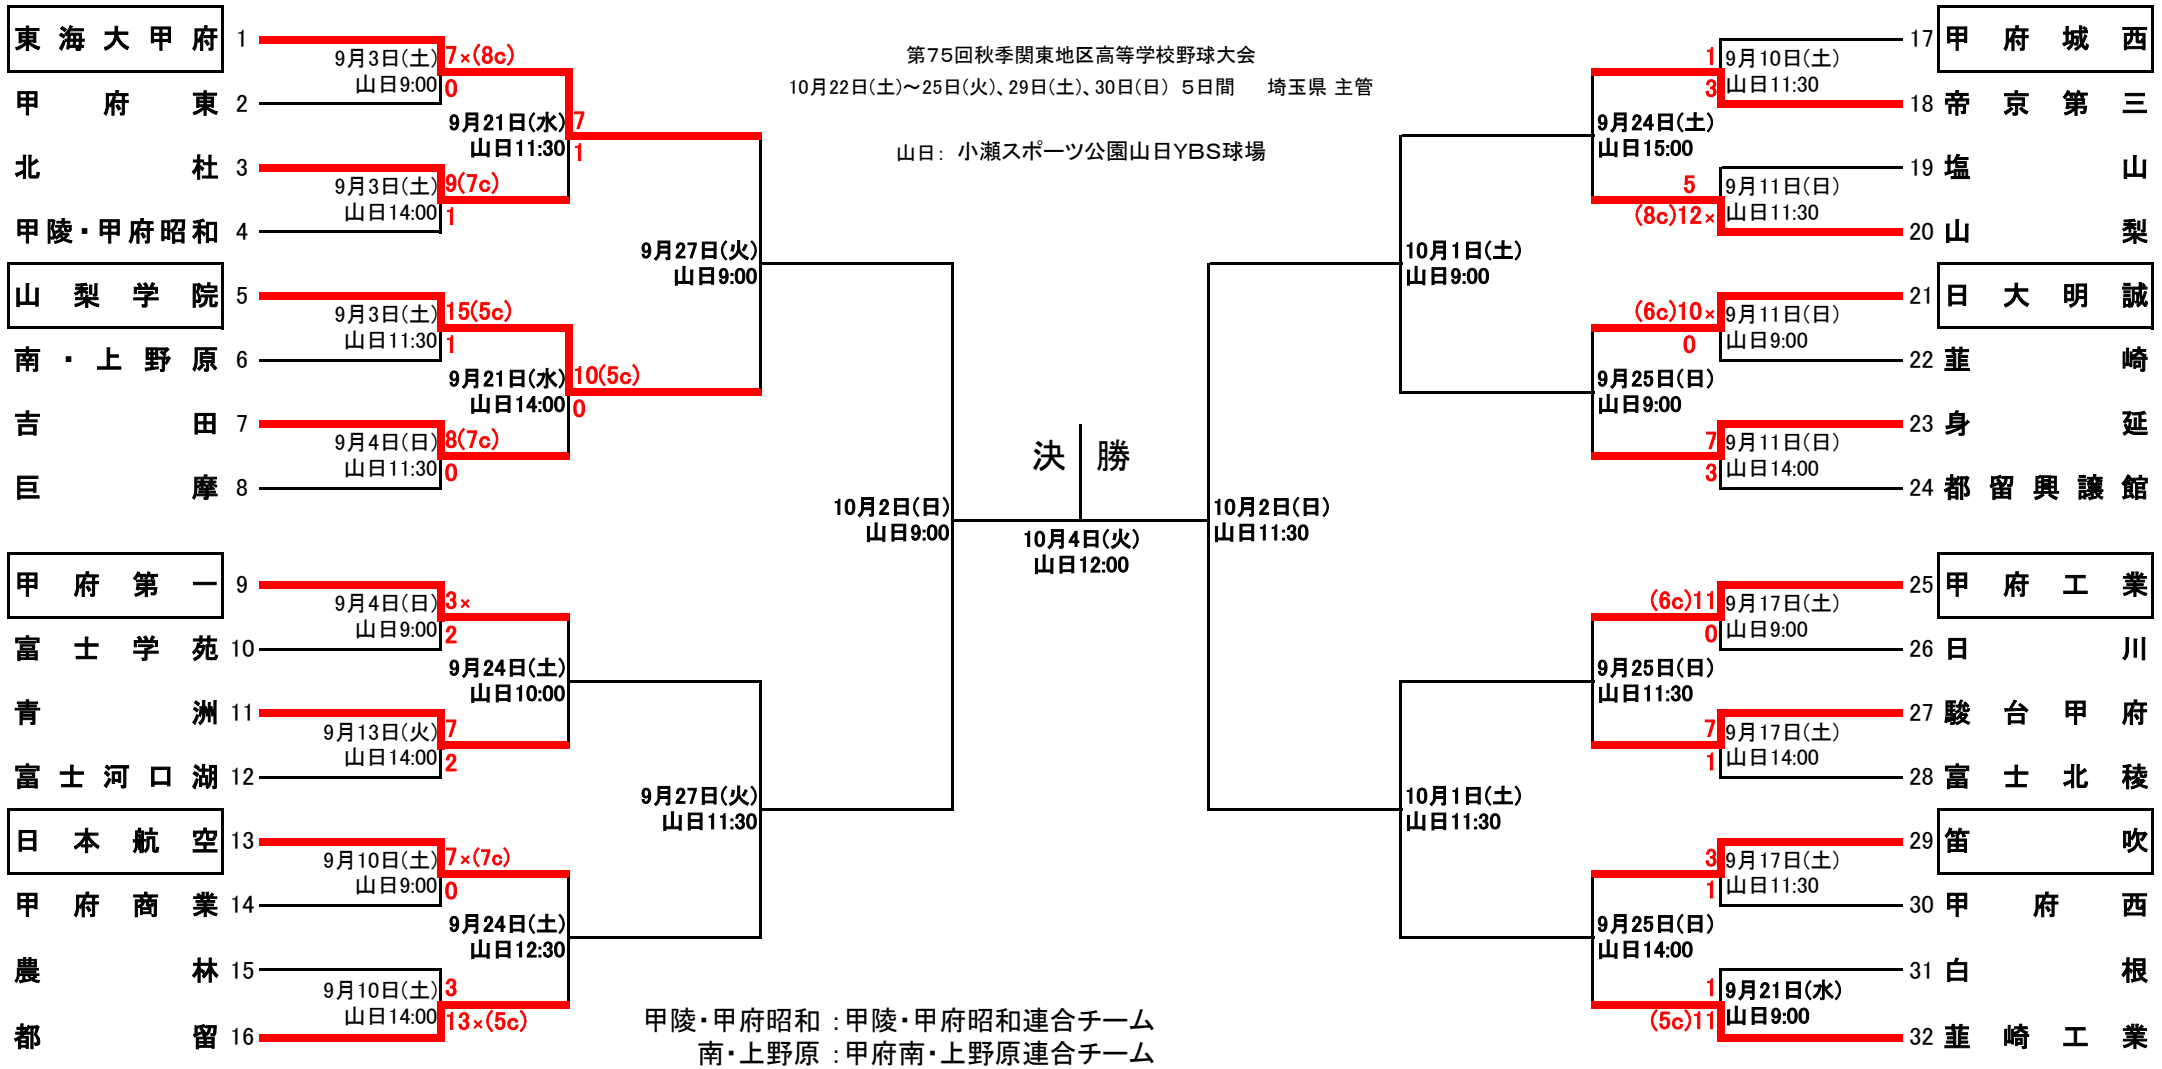 第75回秋季関東地区高等学校野球大会
10月22日(土)～25日(火)、29日(土)、30日(日) 5日間 埼玉県 主管
山日: 小瀬スポーツ公園山日YBS球場
東海大甲府 1
9月3日(土)
山日9:00
7×(8c)
0
甲府東 2
9月21日(水)
山日11:30
7
1
北杜 3
9月3日(土)
山日14:00
9(7c)
1
甲陵・甲府昭和 4
9月27日(火)
山日9:00
山梨学院 5
9月3日(土)
山日11:30
15(5c)
1
南・上野原 6
9月21日(水)
山日14:00
10(5c)
0
吉田 7
9月4日(日)
山日11:30
8(7c)
0
巨摩 8
10月2日(日)
山日9:00
甲府第一 9
9月4日(日)
山日9:00
3×
2
富士学苑 10
9月24日(土)
山日10:00
青洲 11
9月13日(火)
山日14:00
7
2
富士河口湖 12
9月27日(火)
山日11:30
日本航空 13
9月10日(土)
山日9:00
7×(7c)
0
甲府商業 14
9月24日(土)
山日12:30
農林 15
9月10日(土)
山日14:00
3
13×(5c)
都留 16
決勝
10月4日(火)
山日12:00
17 甲府城西
1
3
9月10日(土)
山日11:30
18 帝京第三
9月24日(土)
山日15:00
19 塩山
5
(8c)12×
9月11日(日)
山日11:30
20 山梨
10月1日(土)
山日9:00
21 日大明誠
(6c)10×
0
9月11日(日)
山日9:00
22 韮崎
9月25日(日)
山日9:00
23 身延
7
3
9月11日(日)
山日14:00
24 都留興譲館
10月2日(日)
山日11:30
25 甲府工業
(6c)11
0
9月17日(土)
山日9:00
26 日川
9月25日(日)
山日11:30
27 駿台甲府
7
1
9月17日(土)
山日14:00
28 富士北稜
10月1日(土)
山日11:30
29 笛吹
3
1
9月17日(土)
山日11:30
30 甲府西
9月25日(日)
山日14:00
31 白根
1
(5c)11
9月21日(水)
山日9:00
32 韮崎工業
甲陵・甲府昭和:甲陵・甲府昭和連合チーム
南・上野原:甲府南・上野原連合チーム